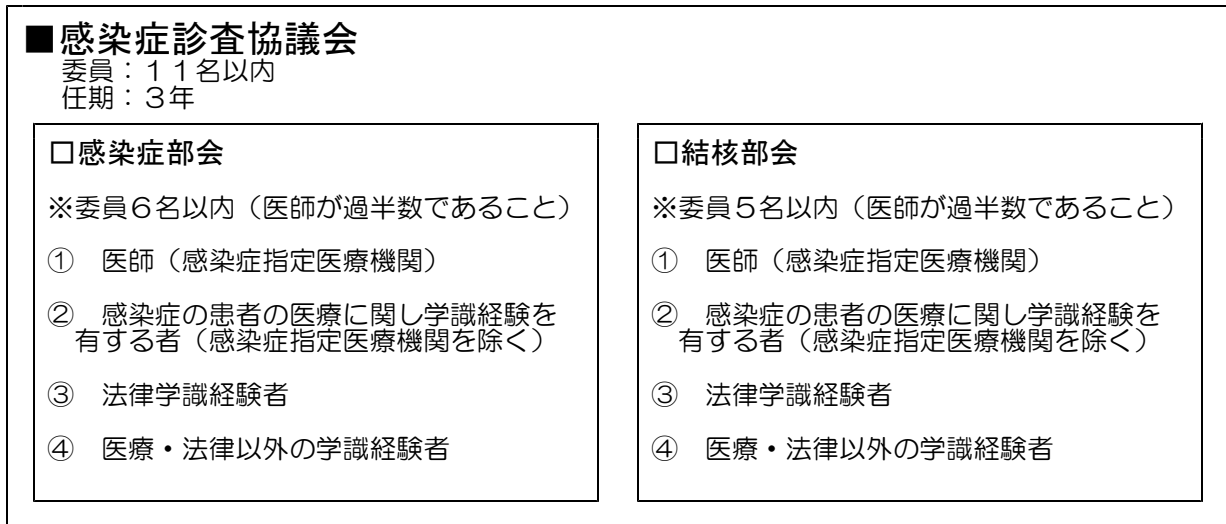 ■感染症診査協議会
委員：１１名以内
任期：３年
□感染症部会
※委員６名以内（医師が過半数であること）
①　医師（感染症指定医療機関）
②　感染症の患者の医療に関し学識経験を
有する者（感染症指定医療機関を除く）
③　法律学識経験者
④　医療・法律以外の学識経験者
□結核部会
※委員５名以内（医師が過半数であること）
①　医師（感染症指定医療機関）
②　感染症の患者の医療に関し学識経験を
有する者（感染症指定医療機関を除く）
③　法律学識経験者
④　医療・法律以外の学識経験者